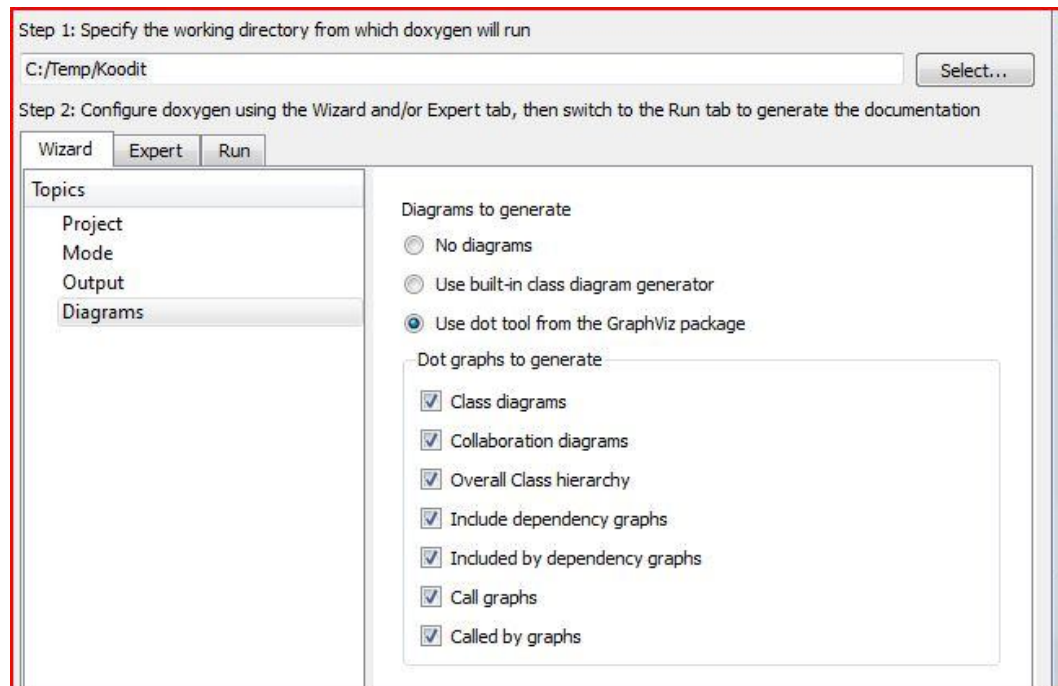 Step 1: Specify the working directory from which doxygen will run
C:/Temp/Koodit
Select...
Step 2: Configure doxygen using the Wizard and/or Expert tab, then switch to the Run tab to generate the documentation
Wizard Expert Run
Topics
Project
Mode
Output
Diagrams
Diagrams to generate
No diagrams
Use built-in class diagram generator
Use dot tool from the GraphViz package
Dot graphs to generate
Class diagrams
Collaboration diagrams
Overall Class hierarchy
Include dependency graphs
Included by dependency graphs
Call graphs
Called by graphs